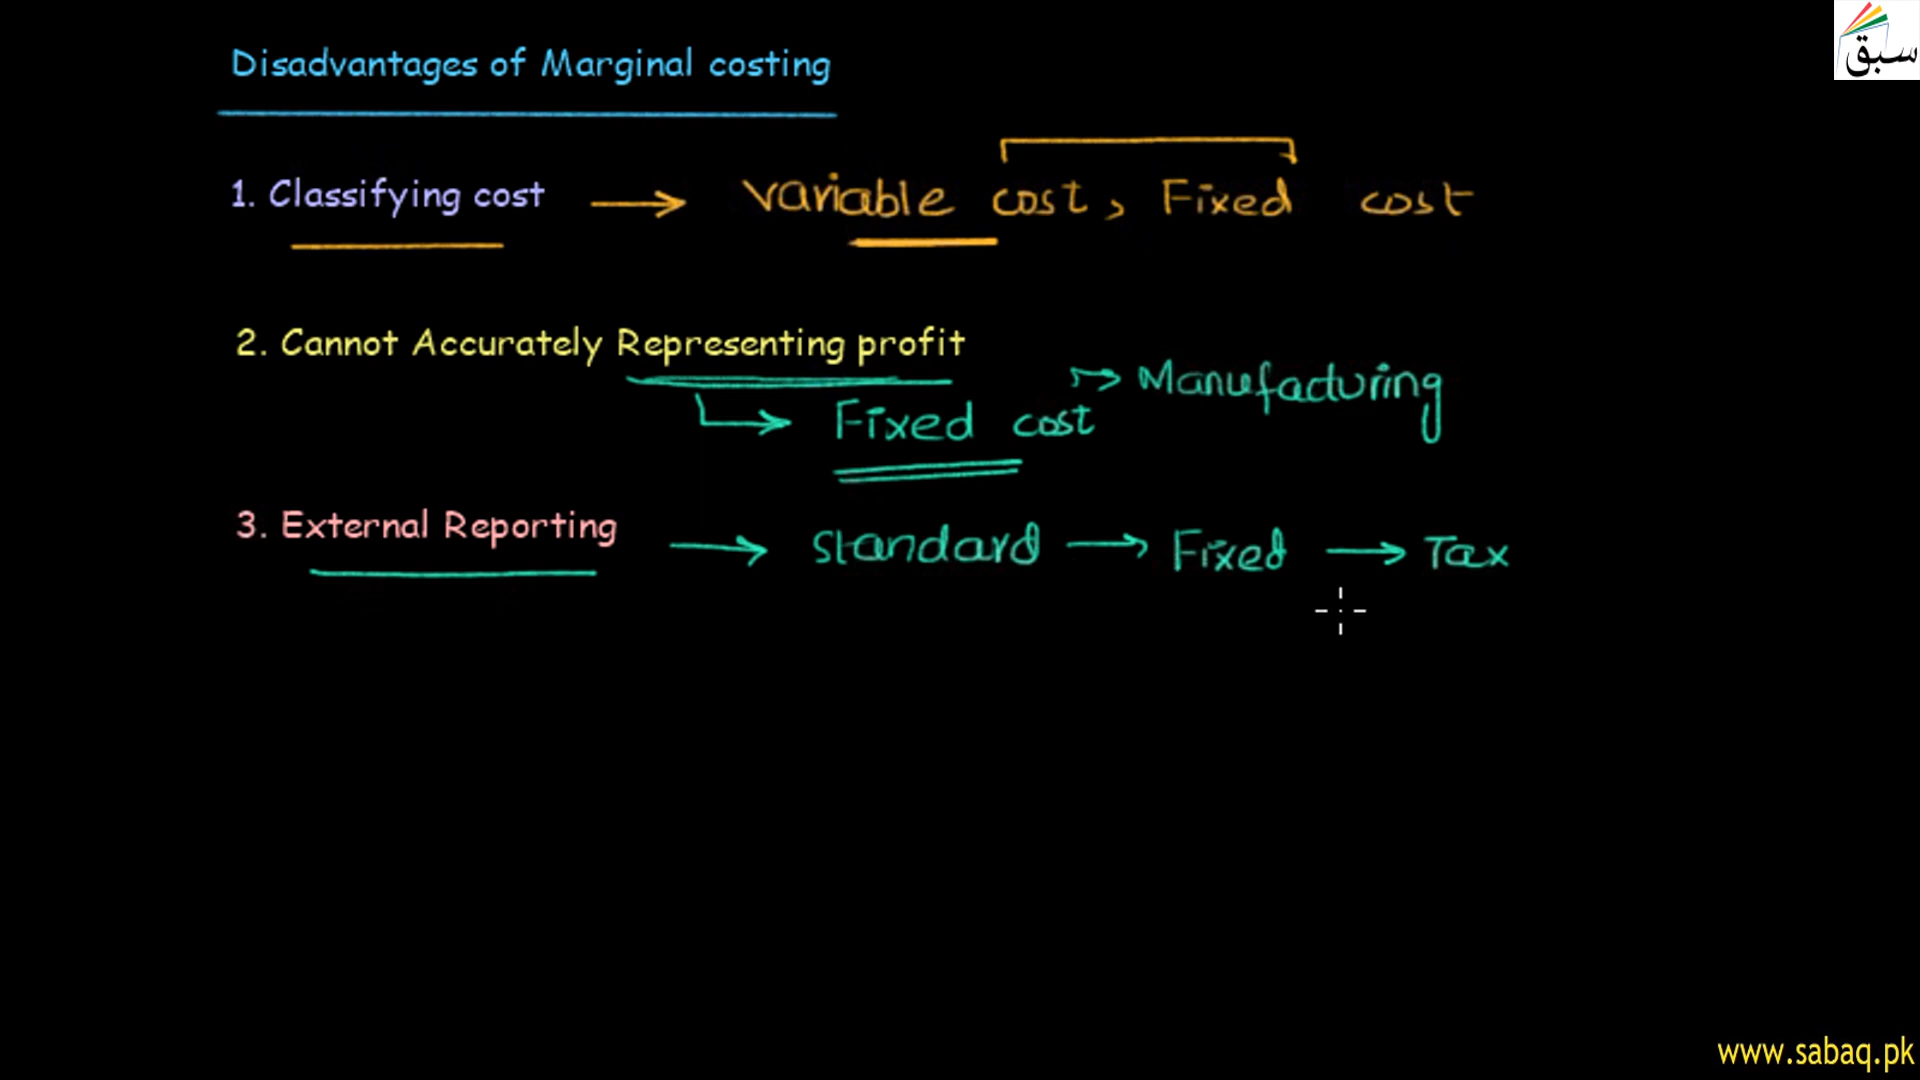 Disadvantages of Marginal costing
سبق
1. Classifying cost → variable cost, Fixed cost
2. Cannot Accurately Representing profit
→ Manufacturing
→ Fixed cost
3. External Reporting → standard → Fixed → Tax
www.sabaq.pk